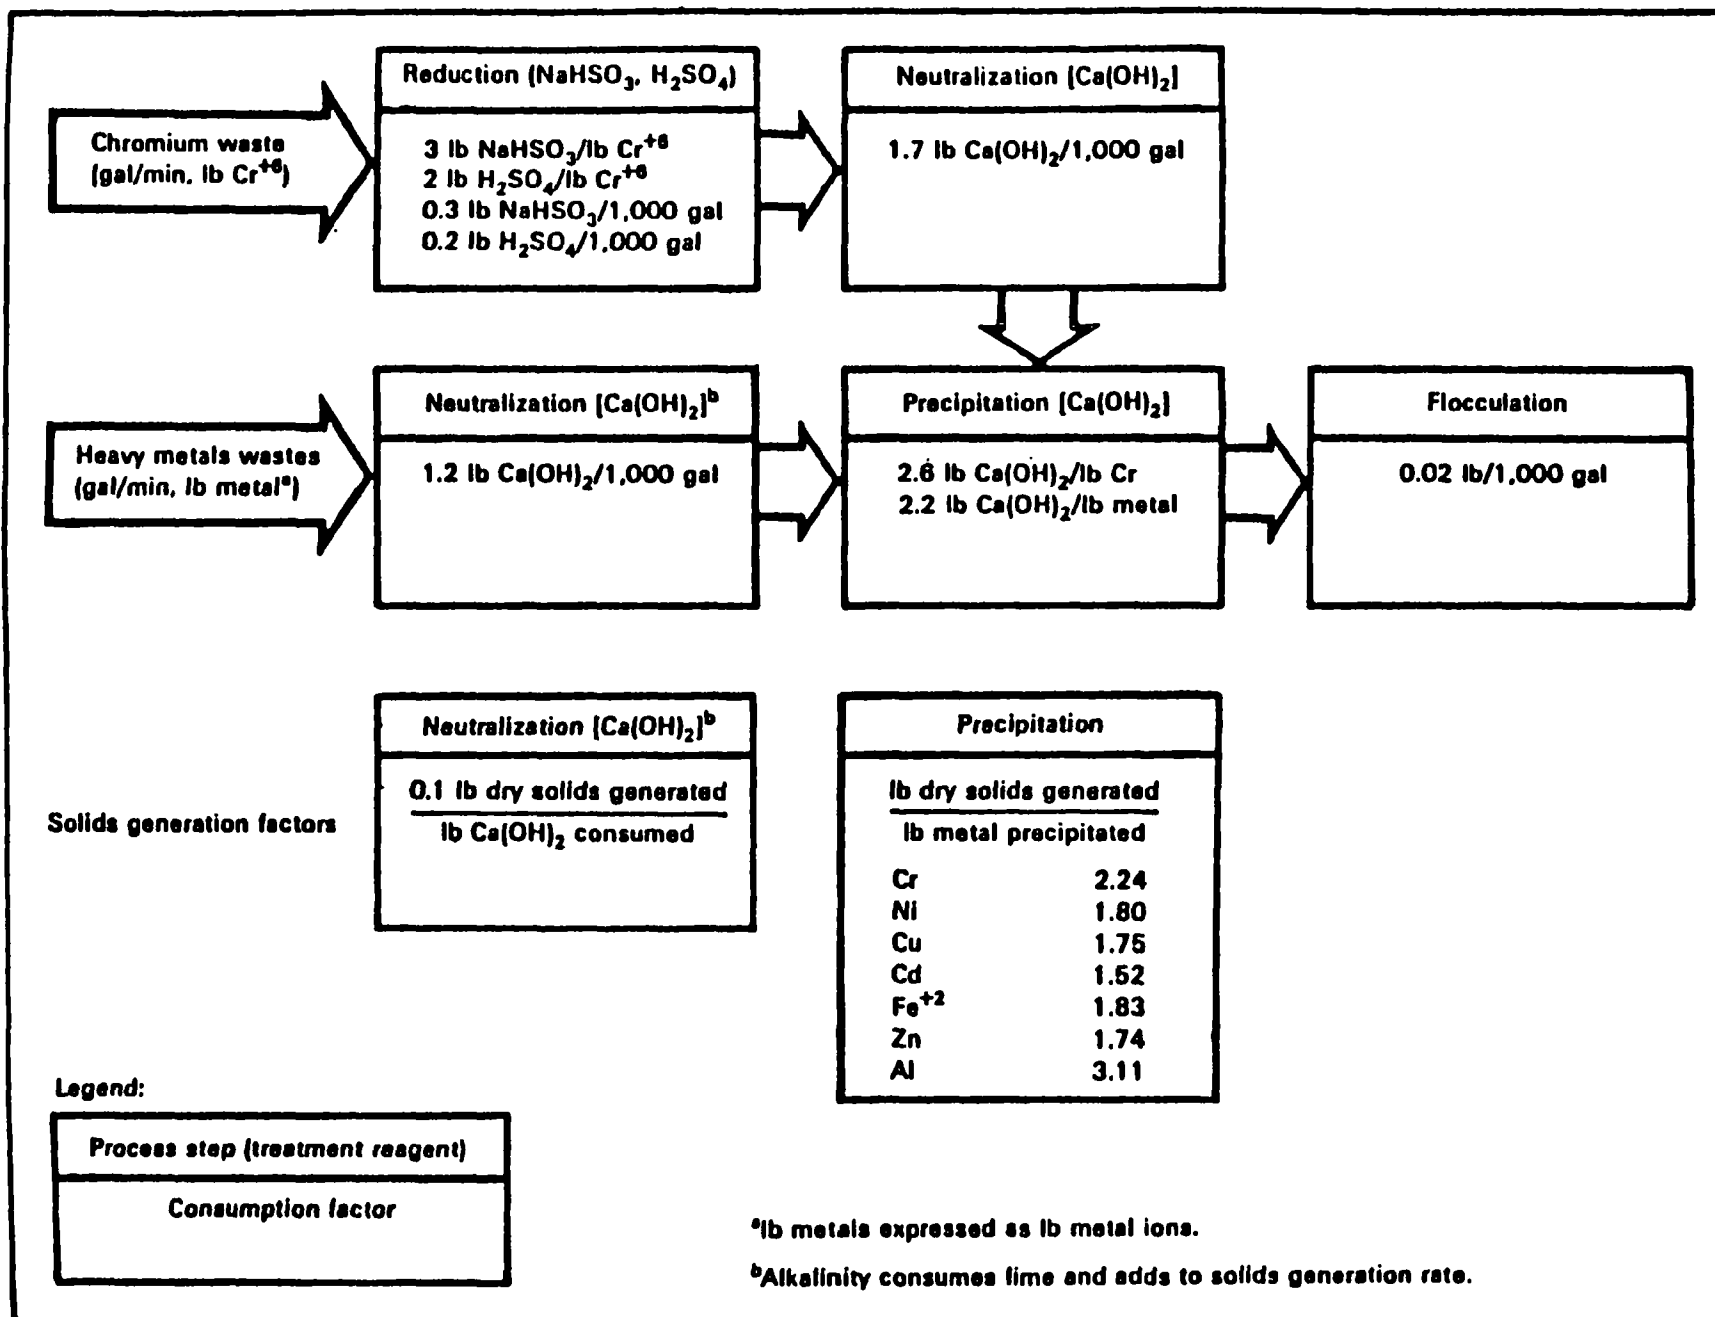 Reduction (NaHSO₃, H₂SO₄)
3 lb NaHSO₃/lb Cr⁺⁶
2 lb H₂SO₄/lb Cr⁺⁶
0.3 lb NaHSO₃/1,000 gal
0.2 lb H₂SO₄/1,000 gal
Neutralization [Ca(OH)₂]
1.7 lb Ca(OH)₂/1,000 gal
Chromium waste
(gal/min, lb Cr⁺⁶)
Heavy metals wastes
(gal/min, lb metalᵃ)
Neutralization [Ca(OH)₂]ᵇ
1.2 lb Ca(OH)₂/1,000 gal
Precipitation [Ca(OH)₂]
2.6 lb Ca(OH)₂/lb Cr
2.2 lb Ca(OH)₂/lb metal
Flocculation
0.02 lb/1,000 gal
Solids generation factors
Neutralization [Ca(OH)₂]ᵇ
0.1 lb dry solids generated
lb Ca(OH)₂ consumed
Precipitation
lb dry solids generated
lb metal precipitated
Cr 2.24
Ni 1.80
Cu 1.75
Cd 1.52
Fe⁺² 1.83
Zn 1.74
Al 3.11
Legend:
Process step (treatment reagent)
Consumption factor
ᵃlb metals expressed as lb metal ions.
ᵇAlkalinity consumes lime and adds to solids generation rate.